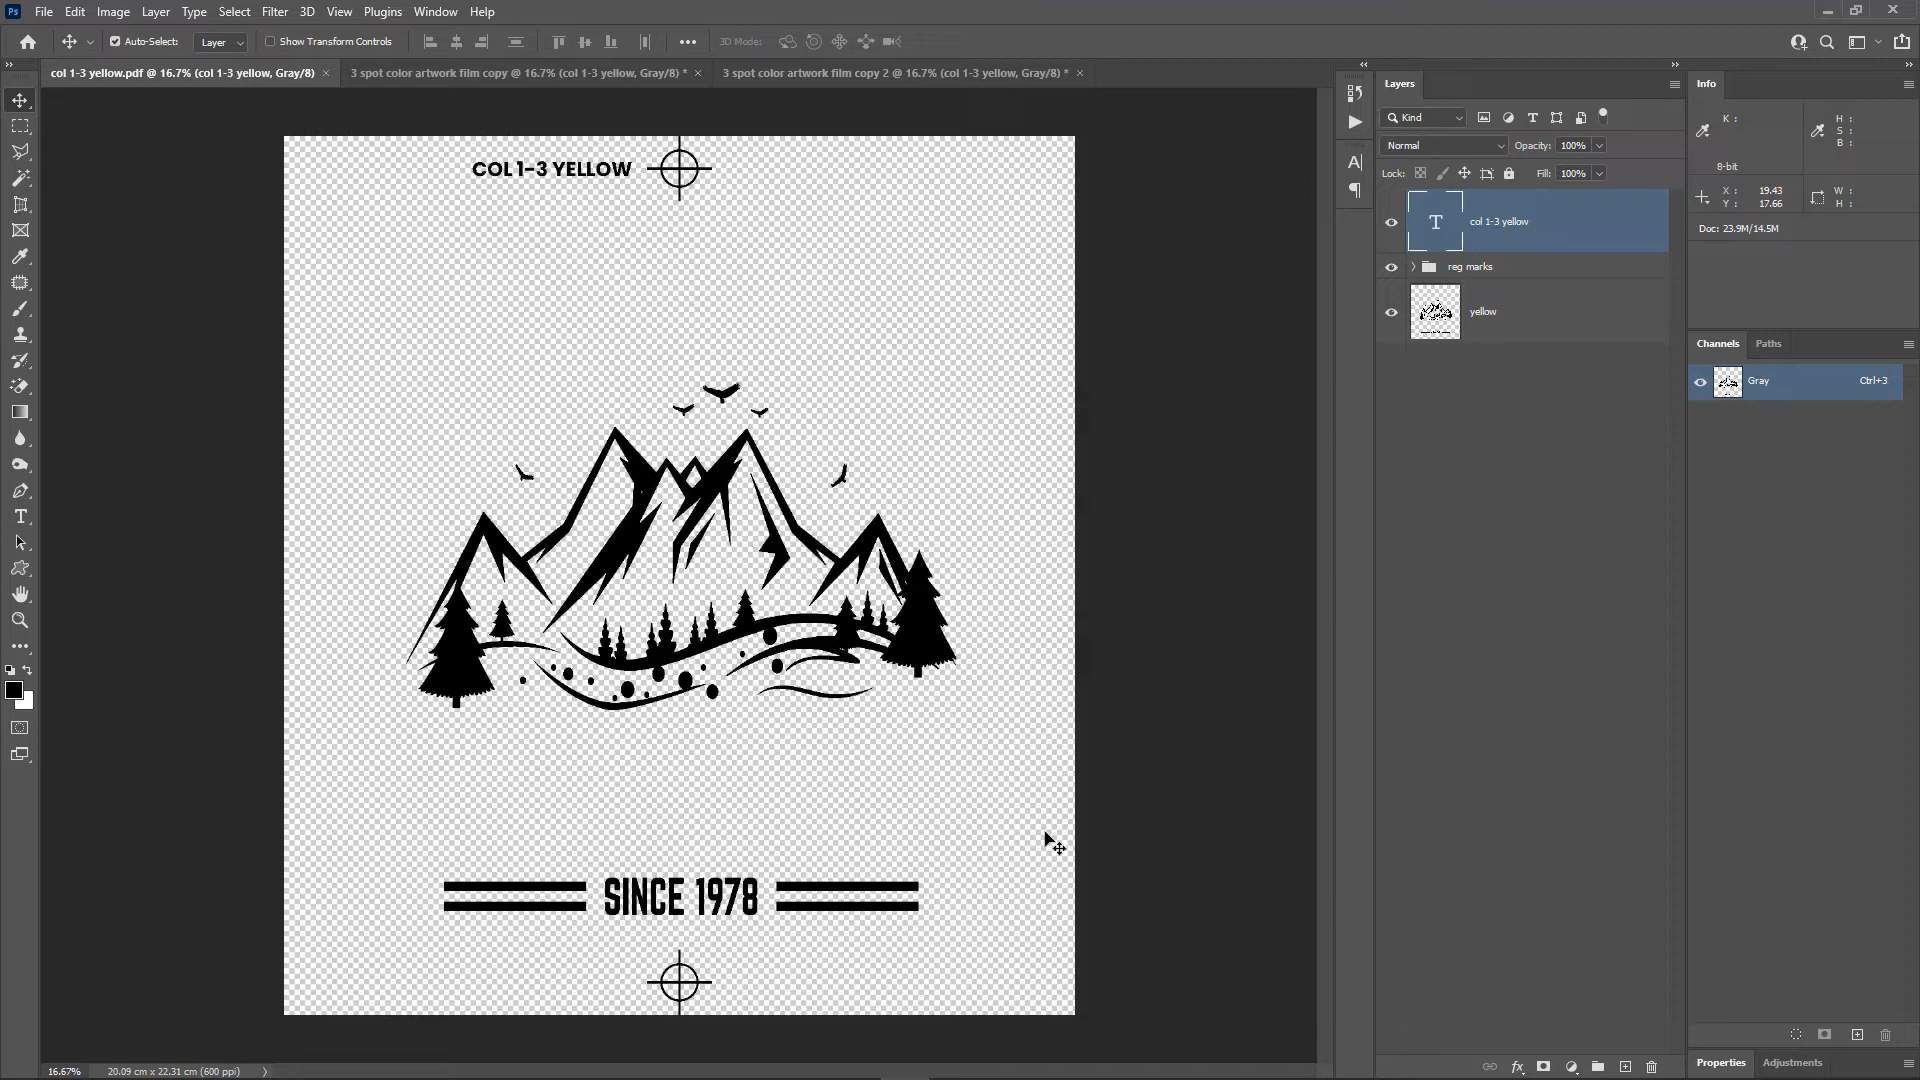 Ps File Edit Image Layer Type Select Filter 3D View Plugins Window Help
Auto-Select: Layer Show Transform Controls 3D Mode:
col 1-3 yellow.pdf @ 16.7% (col 1-3 yellow, Gray/8) × 3 spot color artwork film copy @ 16.7% (col 1-3 yellow, Gray/8) * × 3 spot color artwork film copy 2 @ 16.7% (col 1-3 yellow, Gray/8) * ×
COL 1-3 YELLOW
SINCE 1978
16.67% 20.09 cm x 22.31 cm (600 ppi)
Layers
Kind
Normal Opacity: 100%
Lock: Fill: 100%
T col 1-3 yellow
reg marks
yellow
Info
K : H :
S :
B :
8-bit
X : 19.43 W :
Y : 17.66 H :
Doc: 23.9M/14.5M
Channels Paths
Gray Ctrl+3
fx
Properties Adjustments